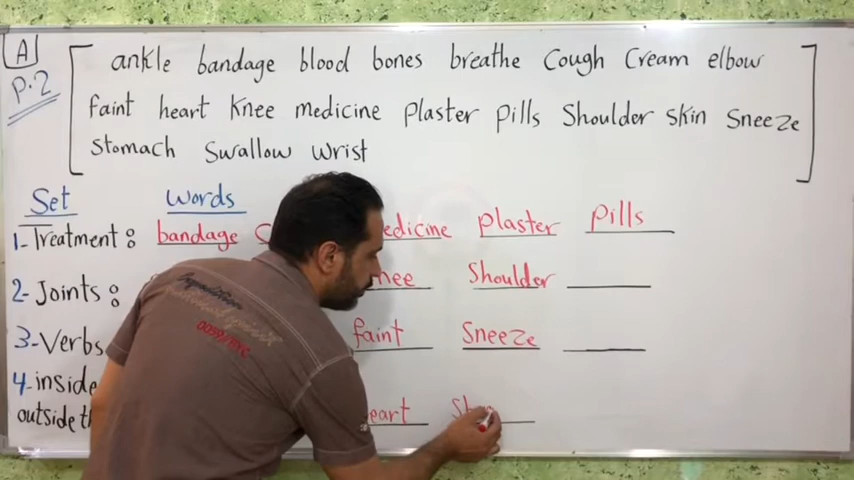 A ankle bandage blood bones breathe Cough Cream elbow
P.2 faint heart Knee medicine Plaster Pills Shoulder Skin Sneeze
Stomach Swallow wrist
Set Words
1- Treatment: bandage C edicine Plaster Pills
2- Joints: nee Shoulder
3- Verbs faint Sneeze
4- inside
outside th eart Sto